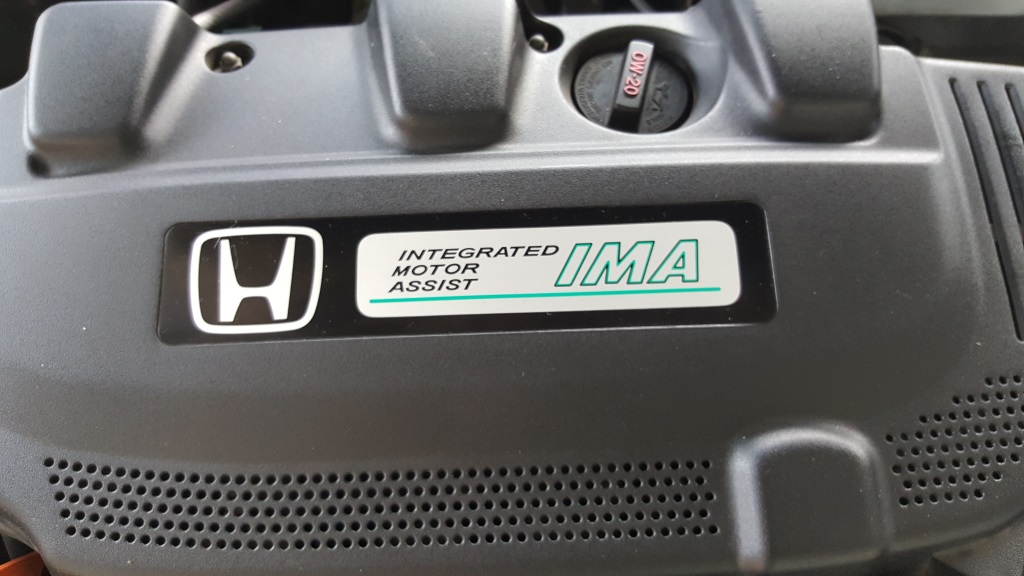 0W-20
INTEGRATED
MOTOR
ASSIST
IMA